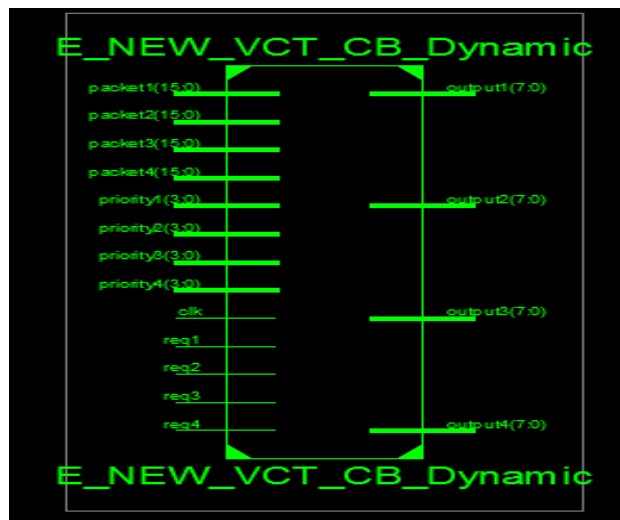 E_NEW_VCT_CB_Dynamic
packet1(15:0)
output1(7:0)
packet2(15:0)
packet3(15:0)
packet4(15:0)
priority1(3:0)
output2(7:0)
priority2(3:0)
priority3(3:0)
priority4(3:0)
clk
output3(7:0)
req1
req2
req3
req4
output4(7:0)
E_NEW_VCT_CB_Dynamic